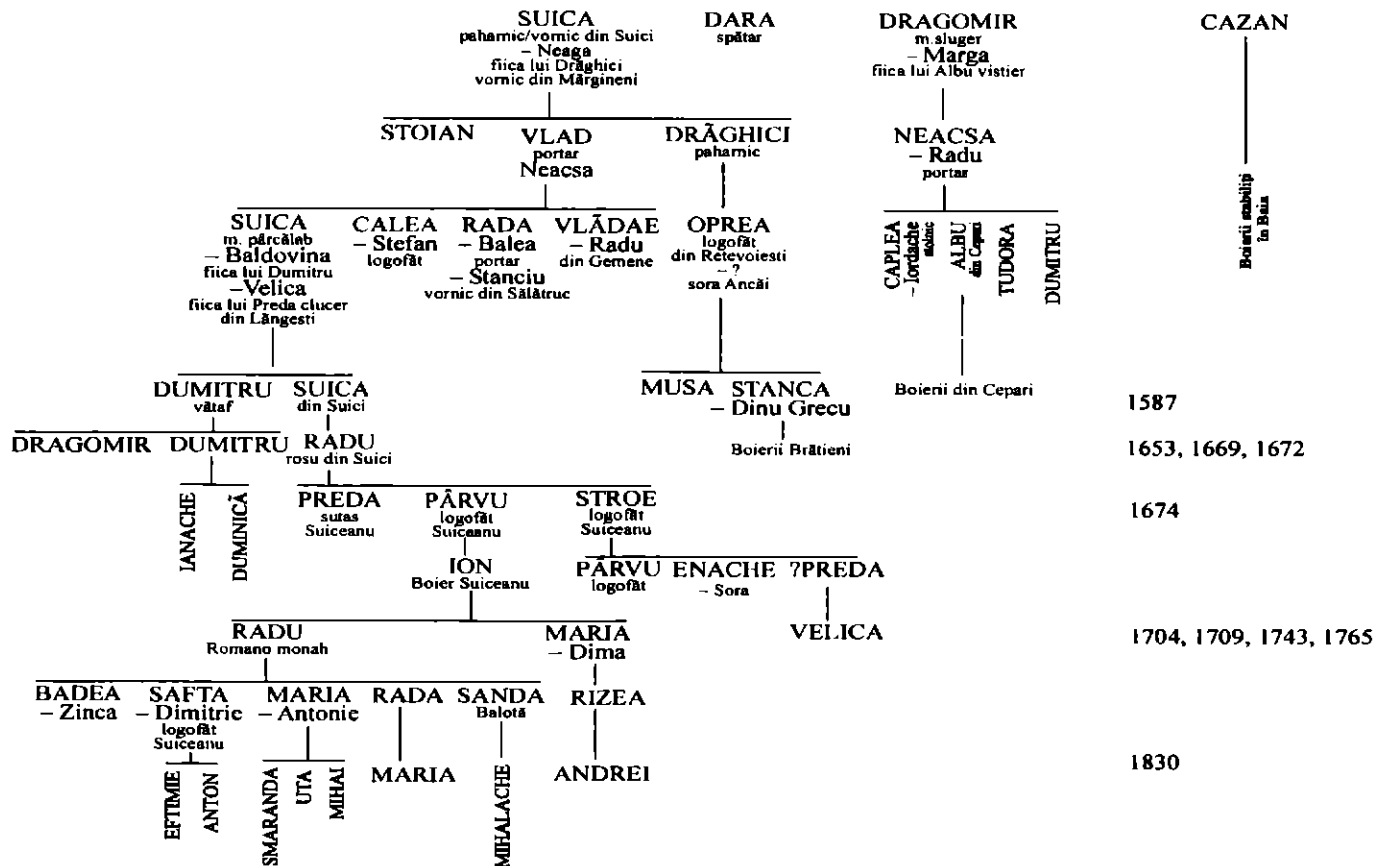 SUICA
paharnic/vornic din Suici
– Neaga
fiica lui Drăghici
vornic din Mărgineni
DARA
spătar
DRAGOMIR
m.sluger
– Marga
fiica lui Albu vistier
CAZAN
STOIAN
VLAD
portar
Neacsa
DRĂGHICI
paharnic
NEACSA
– Radu
portar
Boierii stabiliți
în Baia
SUICA
m. pârcălab
– Baldovina
fiica lui Dumitru
–Velica
fiica lui Preda clucer
din Lângesti
CALEA
– Stefan
logofăt
RADA
– Balea
portar
– Stanciu
vornic din Sălătruc
VLĂDAE
– Radu
din Gemene
OPREA
logofăt
din Retevoiesti
– ?
sora Ancăi
CAPLEA
– Iordache
stolnic
ALBU
din Cepari
TUDORA
DUMITRU
DUMITRU
vătaf
SUICA
din Suici
MUSA
STANCA
– Dinu Grecu
Boierii din Cepari
1587
DRAGOMIR
DUMITRU
RADU
rosu din Suici
Boierii Brătieni
1653, 1669, 1672
IANACHE
DUMINICĂ
PREDA
sutas
Suiceanu
PÂRVU
logofăt
Suiceanu
STROE
logofăt
Suiceanu
1674
ION
Boier Suiceanu
PÂRVU
logofăt
ENACHE
– Sora
?PREDA
RADU
Romano monah
MARIA
– Dima
VELICA
1704, 1709, 1743, 1765
BADEA
– Zinca
SAFTA
– Dimitrie
logofăt
Suiceanu
MARIA
– Antonie
RADA
SANDA
Balotă
RIZEA
EFTIMIE
ANTON
SMARANDA
UTA
MIHAI
MARIA
MIHALACHE
ANDREI
1830